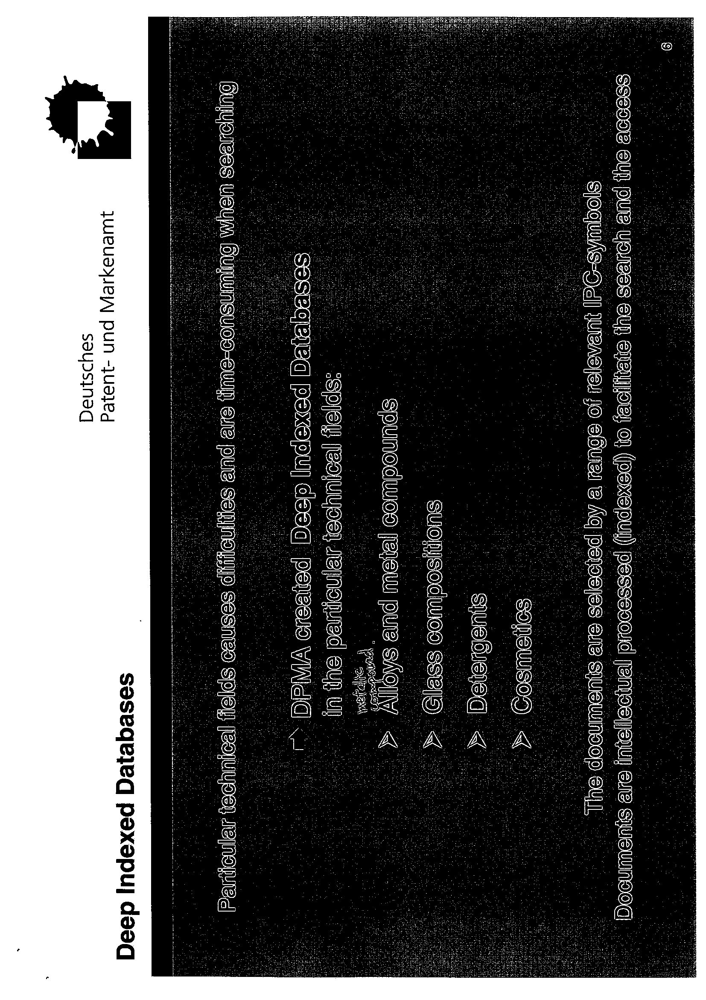 Deutsches
Patent- und Markenamt
Deep Indexed Databases
Particular technical fields causes difficulties and are time-consuming when searching
DPMA created Deep Indexed Databases
in the particular technical fields:
metallic
compound.
Alloys and metal compounds
Glass compositions
Detergents
Cosmetics
The documents are selected by a range of relevant IPC-symbols
Documents are intellectual processed (indexed) to facilitate the search and the access
6